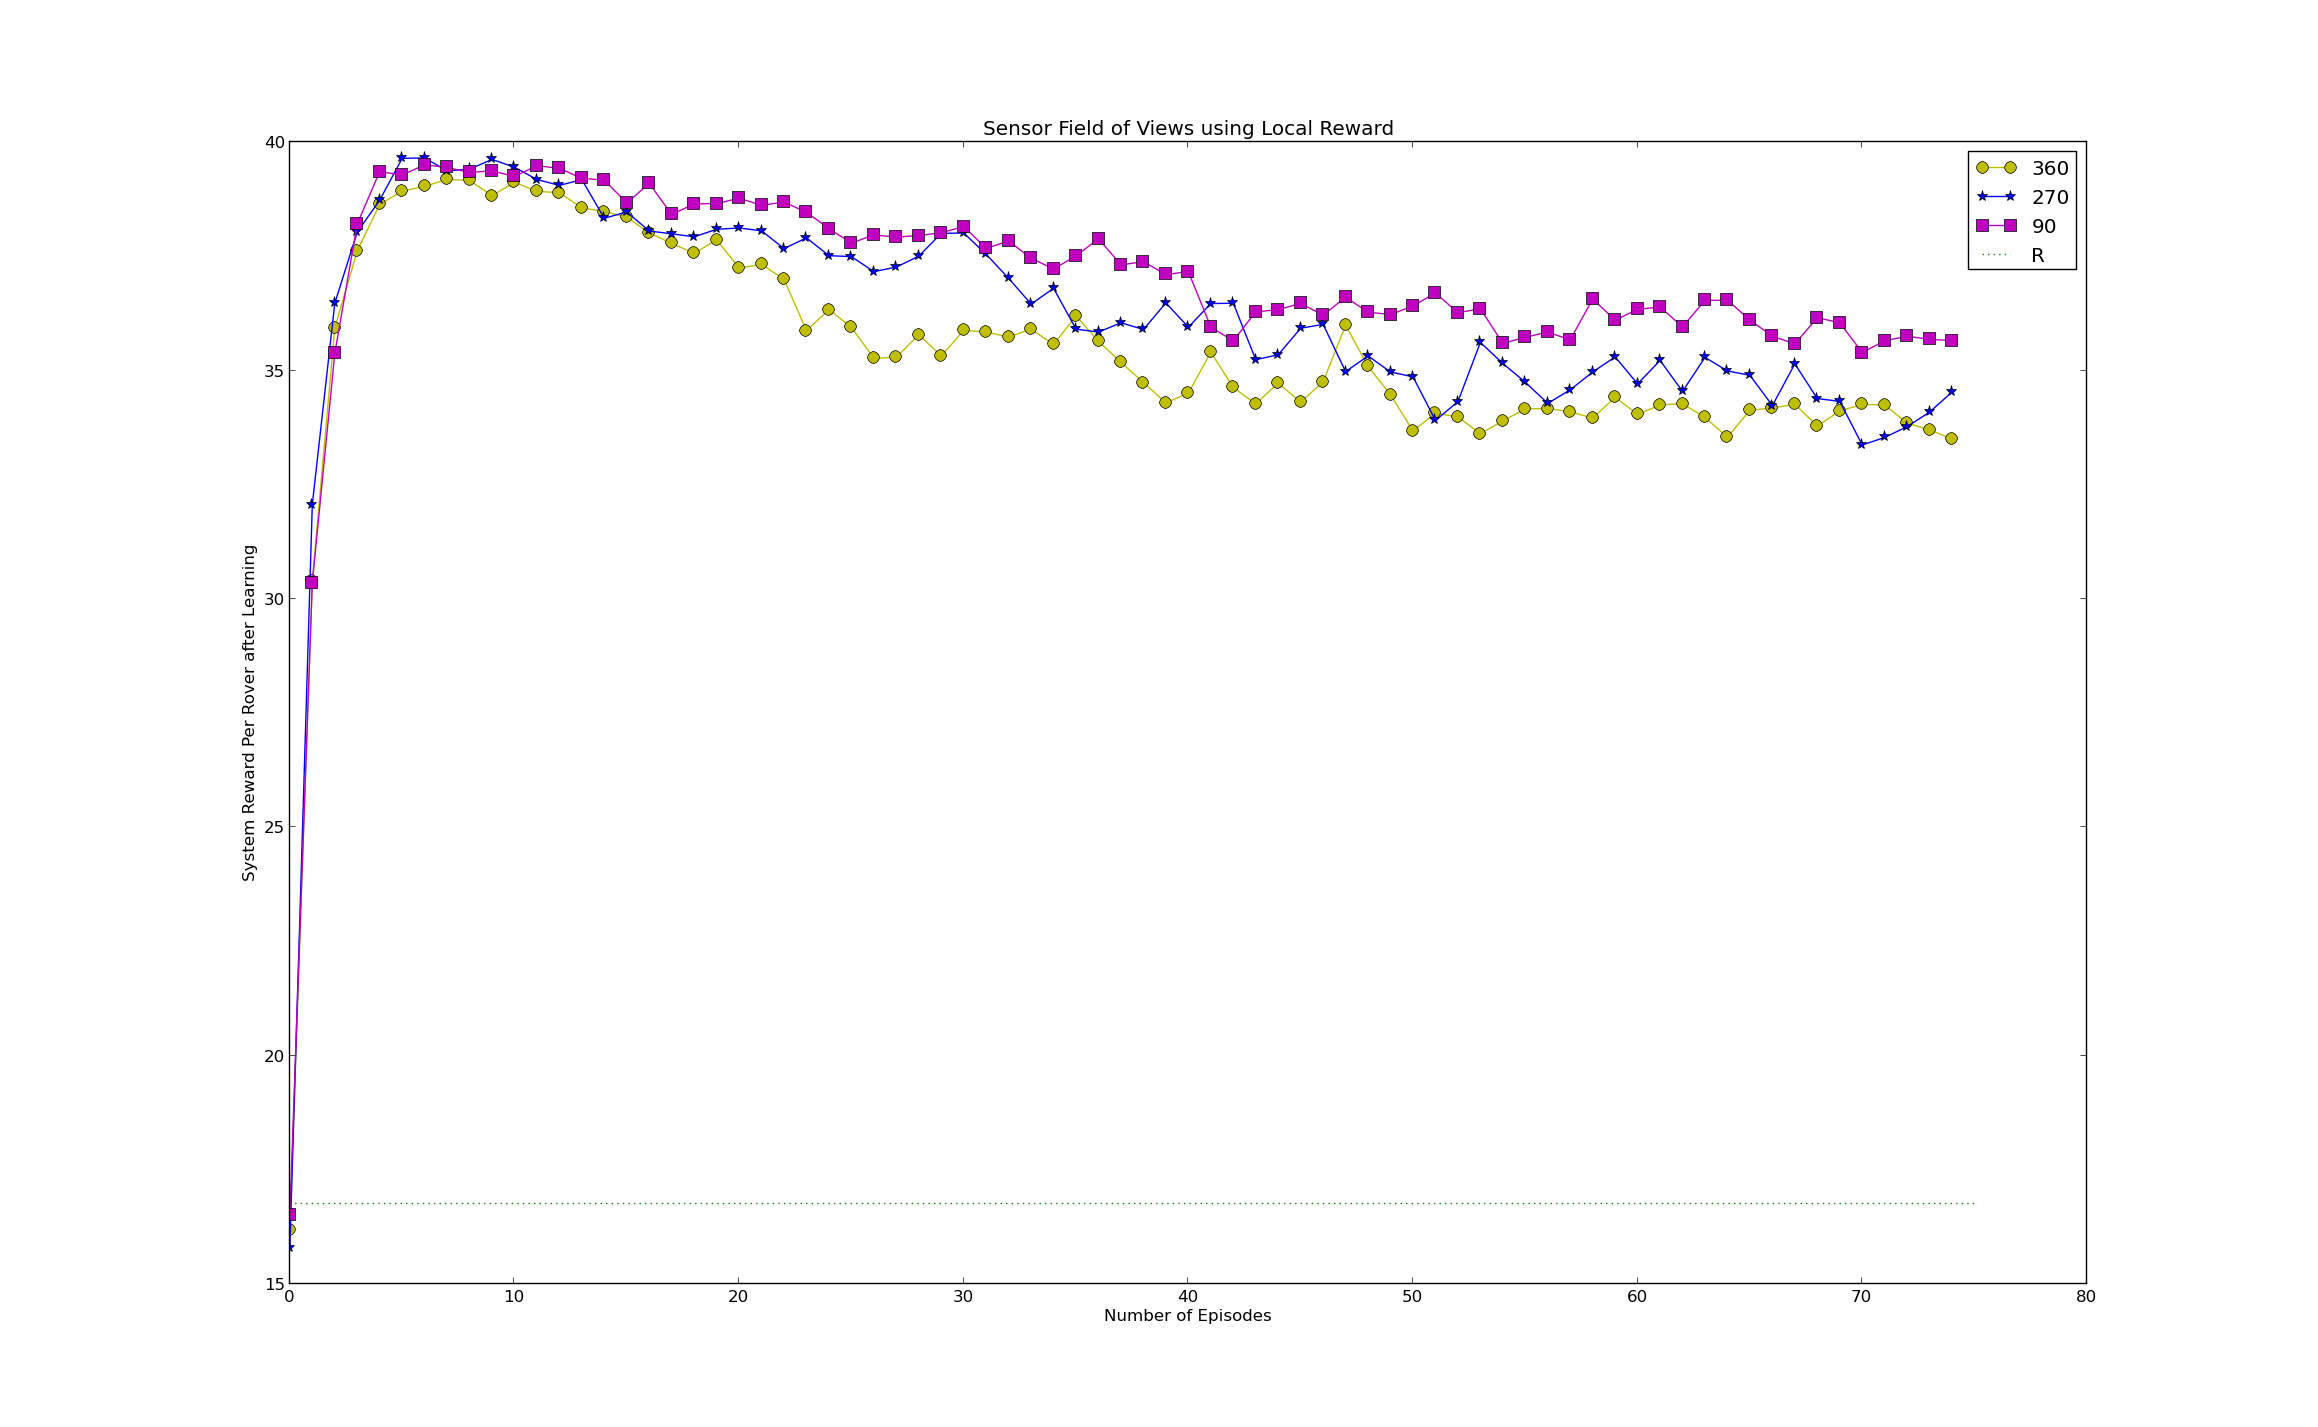 Sensor Field of Views using Local Reward
40
35
30
25
20
15
System Reward Per Rover after Learning
360
270
90
R
0 10 20 30 40 50 60 70 80
Number of Episodes